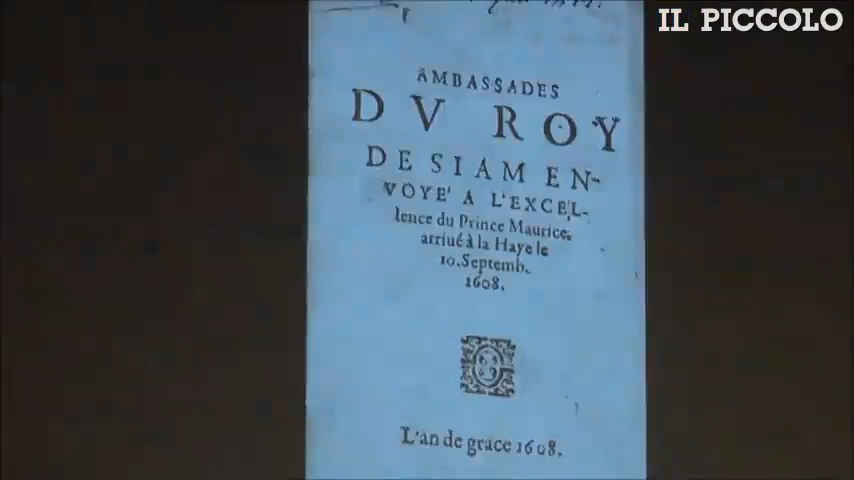 IL PICCOLO
AMBASSADES
DV ROY
DE SIAM EN-
VOYE' A L'EXCEL-
lence du Prince Maurice,
arriué à la Haye le
10. Septemb.
1608.
L'an de grace 1608.